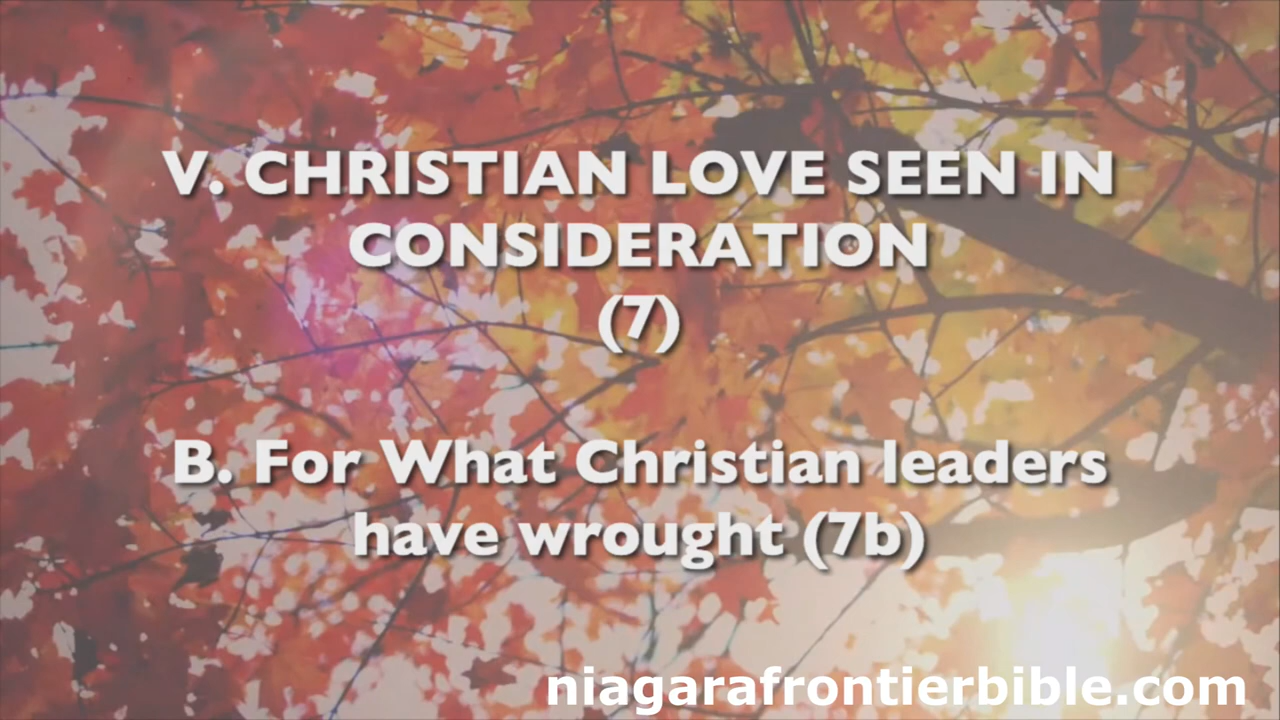 V. CHRISTIAN LOVE SEEN IN
CONSIDERATION
(7)
B. For What Christian leaders
have wrought (7b)
niagarafrontierbible.com